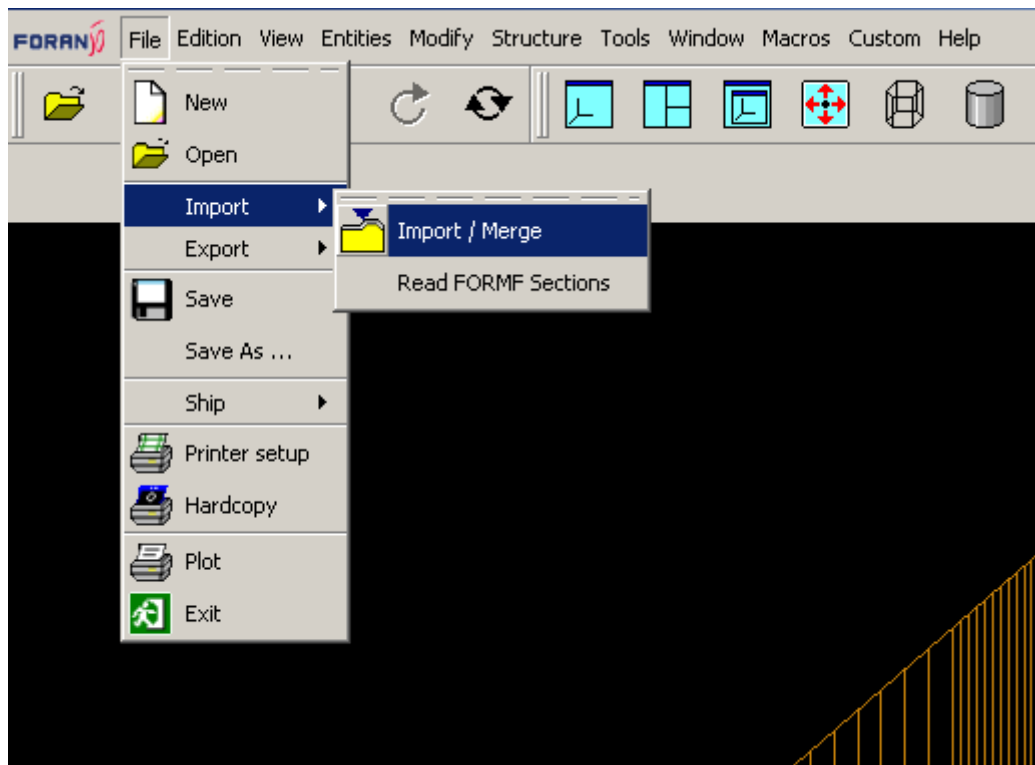 FORAN File Edition View Entities Modify Structure Tools Window Macros Custom Help
New
Open
Import
Import / Merge
Export
Read FORMF Sections
Save
Save As ...
Ship
Printer setup
Hardcopy
Plot
Exit